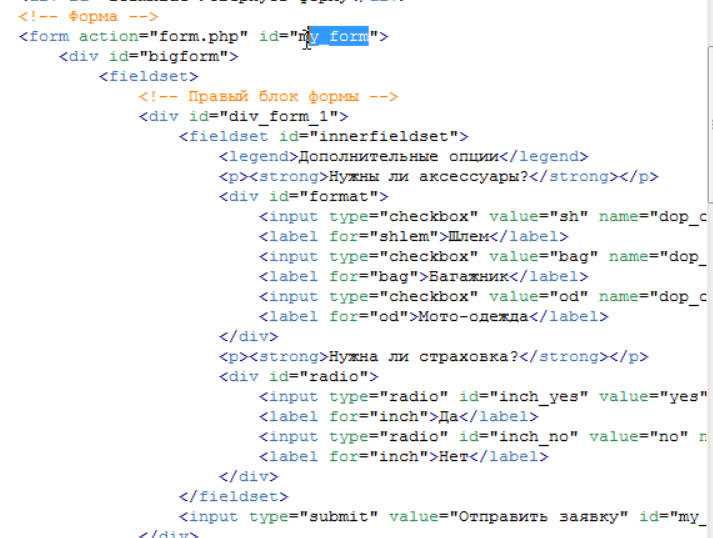 <!-- Форма -->
<form action="form.php" id="my_form">
<div id="bigform">
<fieldset>
<!-- Правый блок формы -->
<div id="div_form_1">
<fieldset id="innerfieldset">
<legend>Дополнительные опции</legend>
<p><strong>Нужны ли аксессуары?</strong></p>
<div id="format">
<input type="checkbox" value="sh" name="dop_
<label for="shlem">Шлем</label>
<input type="checkbox" value="bag" name="dop_
<label for="bag">Багажник</label>
<input type="checkbox" value="od" name="dop_
<label for="od">Мото-одежда</label>
</div>
<p><strong>Нужна ли страховка?</strong></p>
<div id="radio">
<input type="radio" id="inch_yes" value="yes"
<label for="inch">Да</label>
<input type="radio" id="inch_no" value="no" n
<label for="inch">Нет</label>
</div>
</fieldset>
<input type="submit" value="Отправить заявку" id="my_
</div>